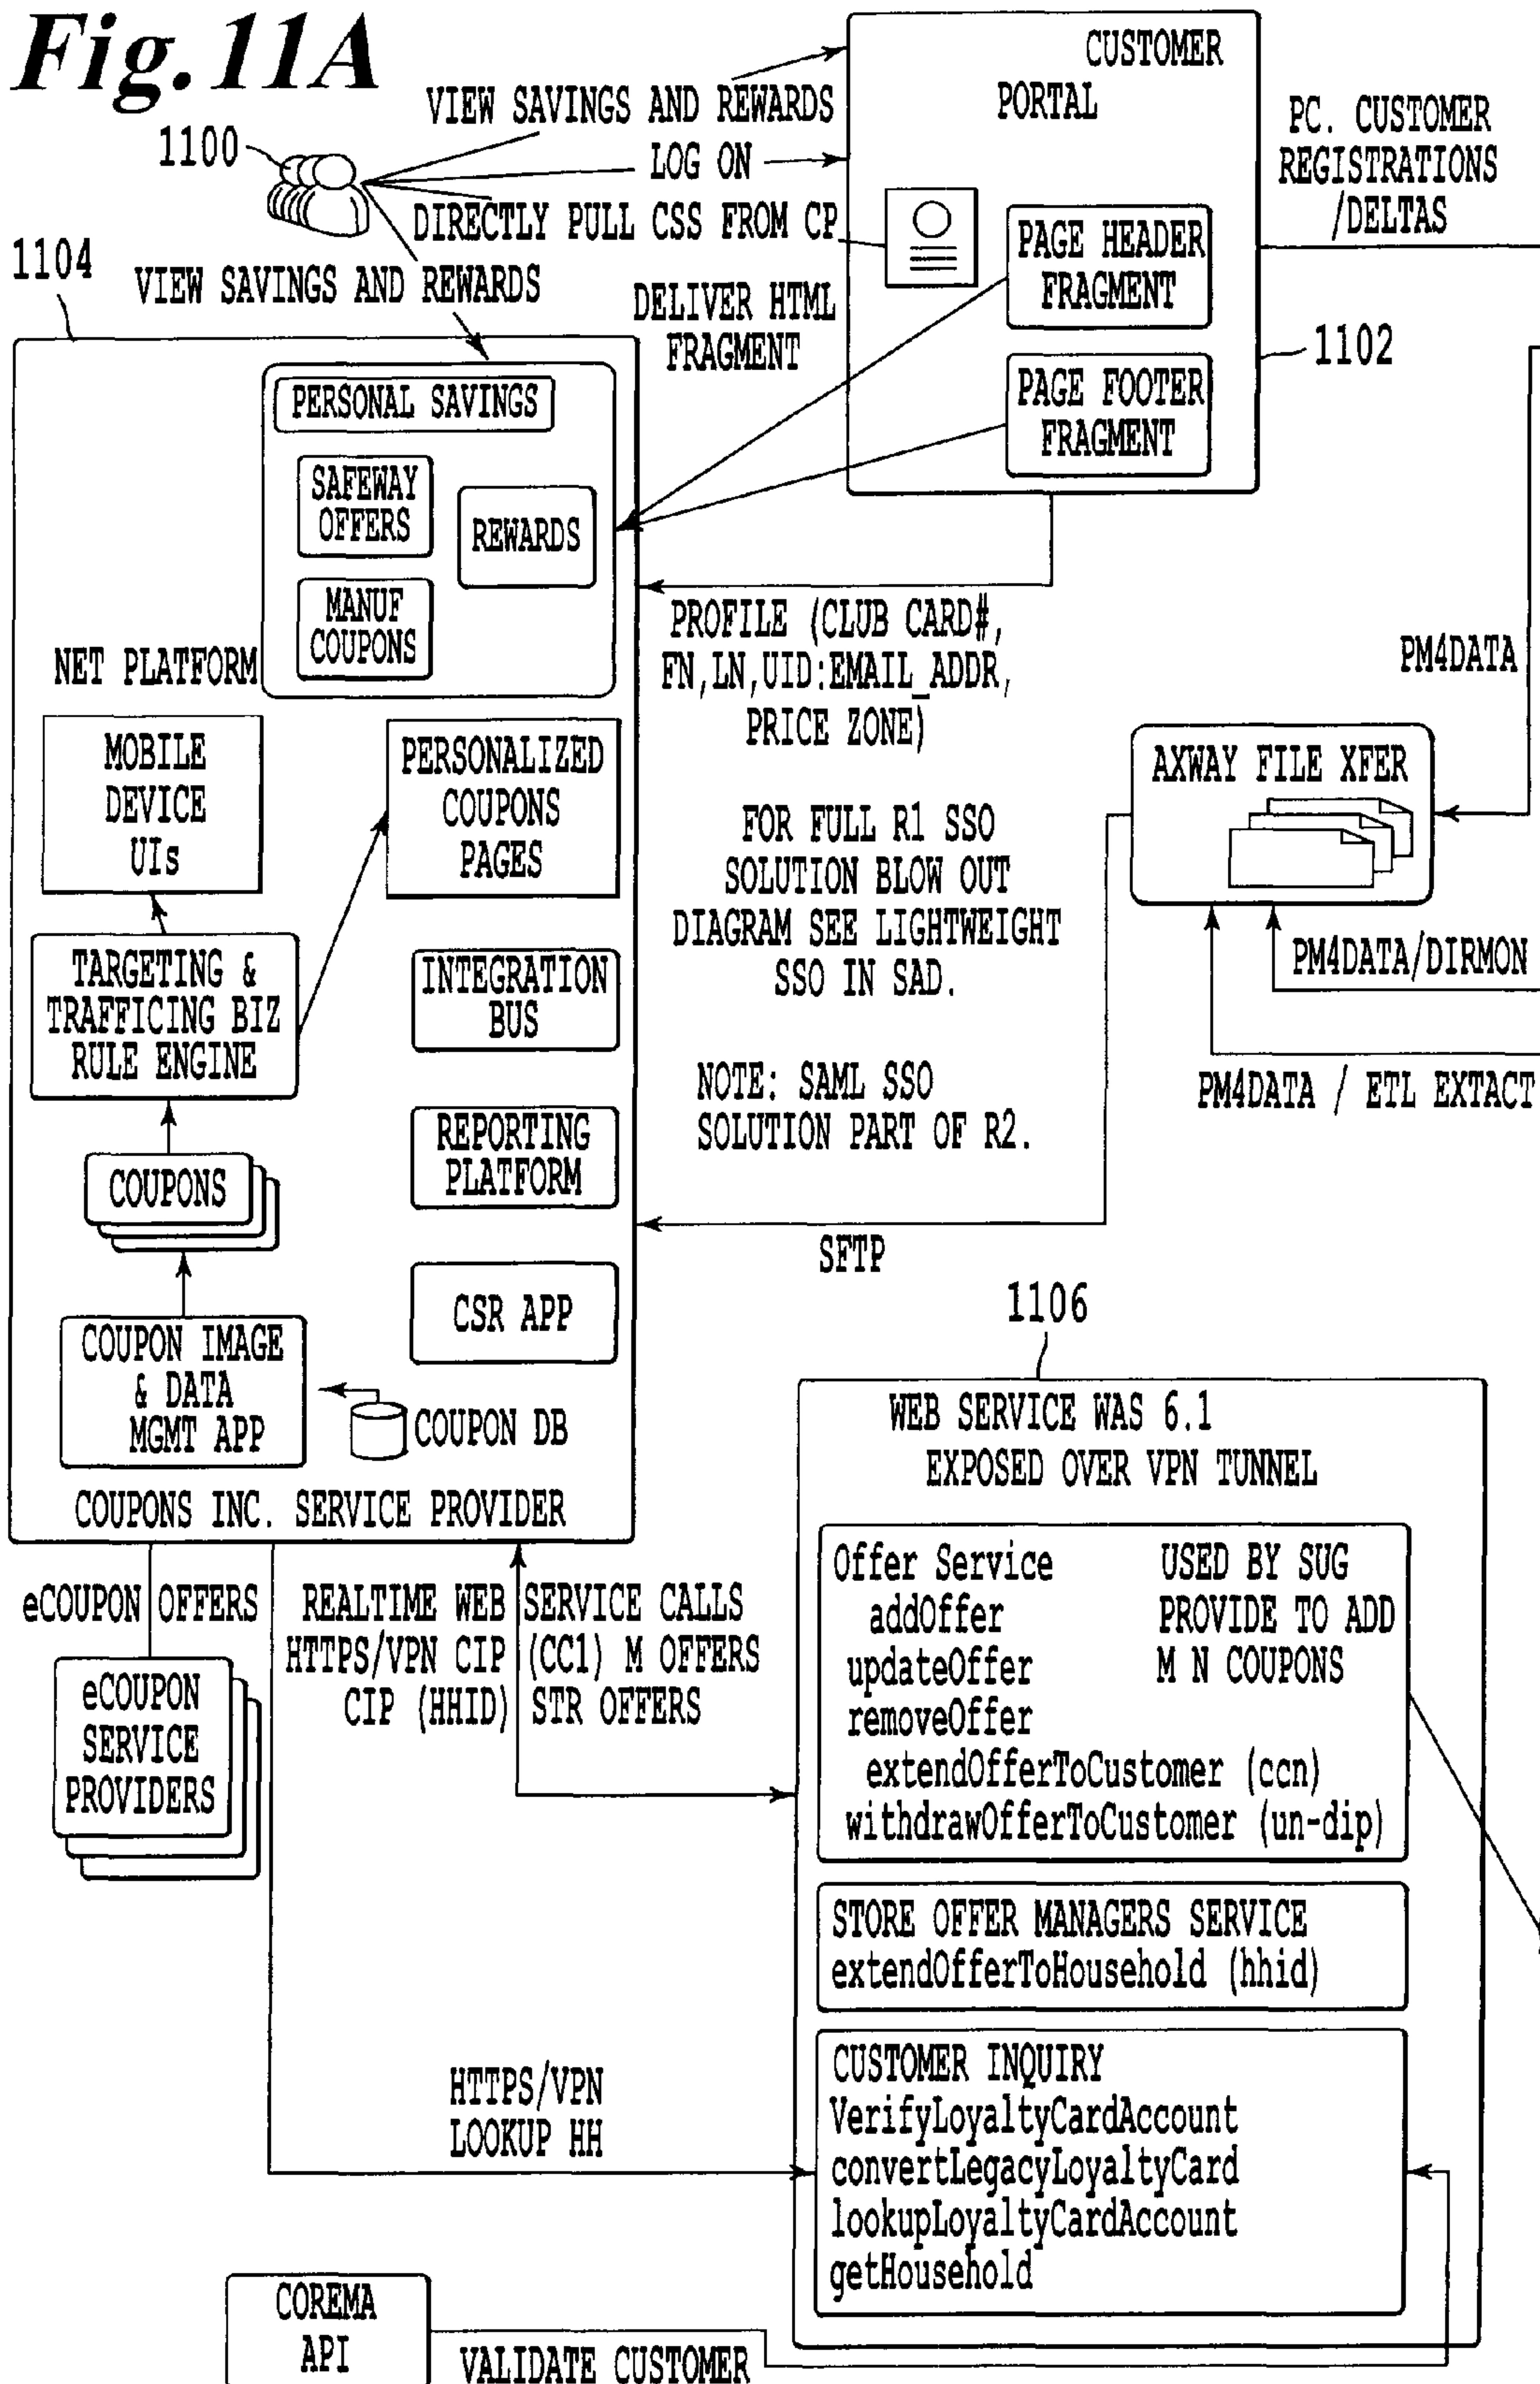 Fig.11A
CUSTOMER
PORTAL
VIEW SAVINGS AND REWARDS
1100
LOG ON
DIRECTLY PULL CSS FROM CP
PC. CUSTOMER
REGISTRATIONS
/DELTAS
PAGE HEADER
FRAGMENT
1104
VIEW SAVINGS AND REWARDS
DELIVER HTML
FRAGMENT
1102
PAGE FOOTER
FRAGMENT
PERSONAL SAVINGS
SAFEWAY
OFFERS
REWARDS
MANUF
COUPONS
NET PLATFORM
PROFILE (CLUB CARD#,
FN,LN,UID:EMAIL_ADDR,
PRICE ZONE)
PM4DATA
MOBILE
DEVICE
UIs
PERSONALIZED
COUPONS
PAGES
AXWAY FILE XFER
FOR FULL R1 SSO
SOLUTION BLOW OUT
DIAGRAM SEE LIGHTWEIGHT
SSO IN SAD.
TARGETING &
TRAFFICING BIZ
RULE ENGINE
INTEGRATION
BUS
PM4DATA/DIRMON
PM4DATA / ETL EXTACT
NOTE: SAML SSO
SOLUTION PART OF R2.
REPORTING
PLATFORM
COUPONS
SFTP
CSR APP
1106
COUPON IMAGE
& DATA
MGMT APP
COUPON DB
COUPONS INC. SERVICE PROVIDER
WEB SERVICE WAS 6.1
EXPOSED OVER VPN TUNNEL
Offer Service
addOffer
updateOffer
removeOffer
extendOfferToCustomer (ccn)
withdrawOfferToCustomer (un-dip)
USED BY SUG
PROVIDE TO ADD
M N COUPONS
eCOUPON OFFERS
REALTIME WEB SERVICE CALLS
HTTPS/VPN CIP (CC1) M OFFERS
CIP (HHID) STR OFFERS
eCOUPON
SERVICE
PROVIDERS
STORE OFFER MANAGERS SERVICE
extendOfferToHousehold (hhid)
HTTPS/VPN
LOOKUP HH
CUSTOMER INQUIRY
VerifyLoyaltyCardAccount
convertLegacyLoyaltyCard
lookupLoyaltyCardAccount
getHousehold
COREMA
API
VALIDATE CUSTOMER